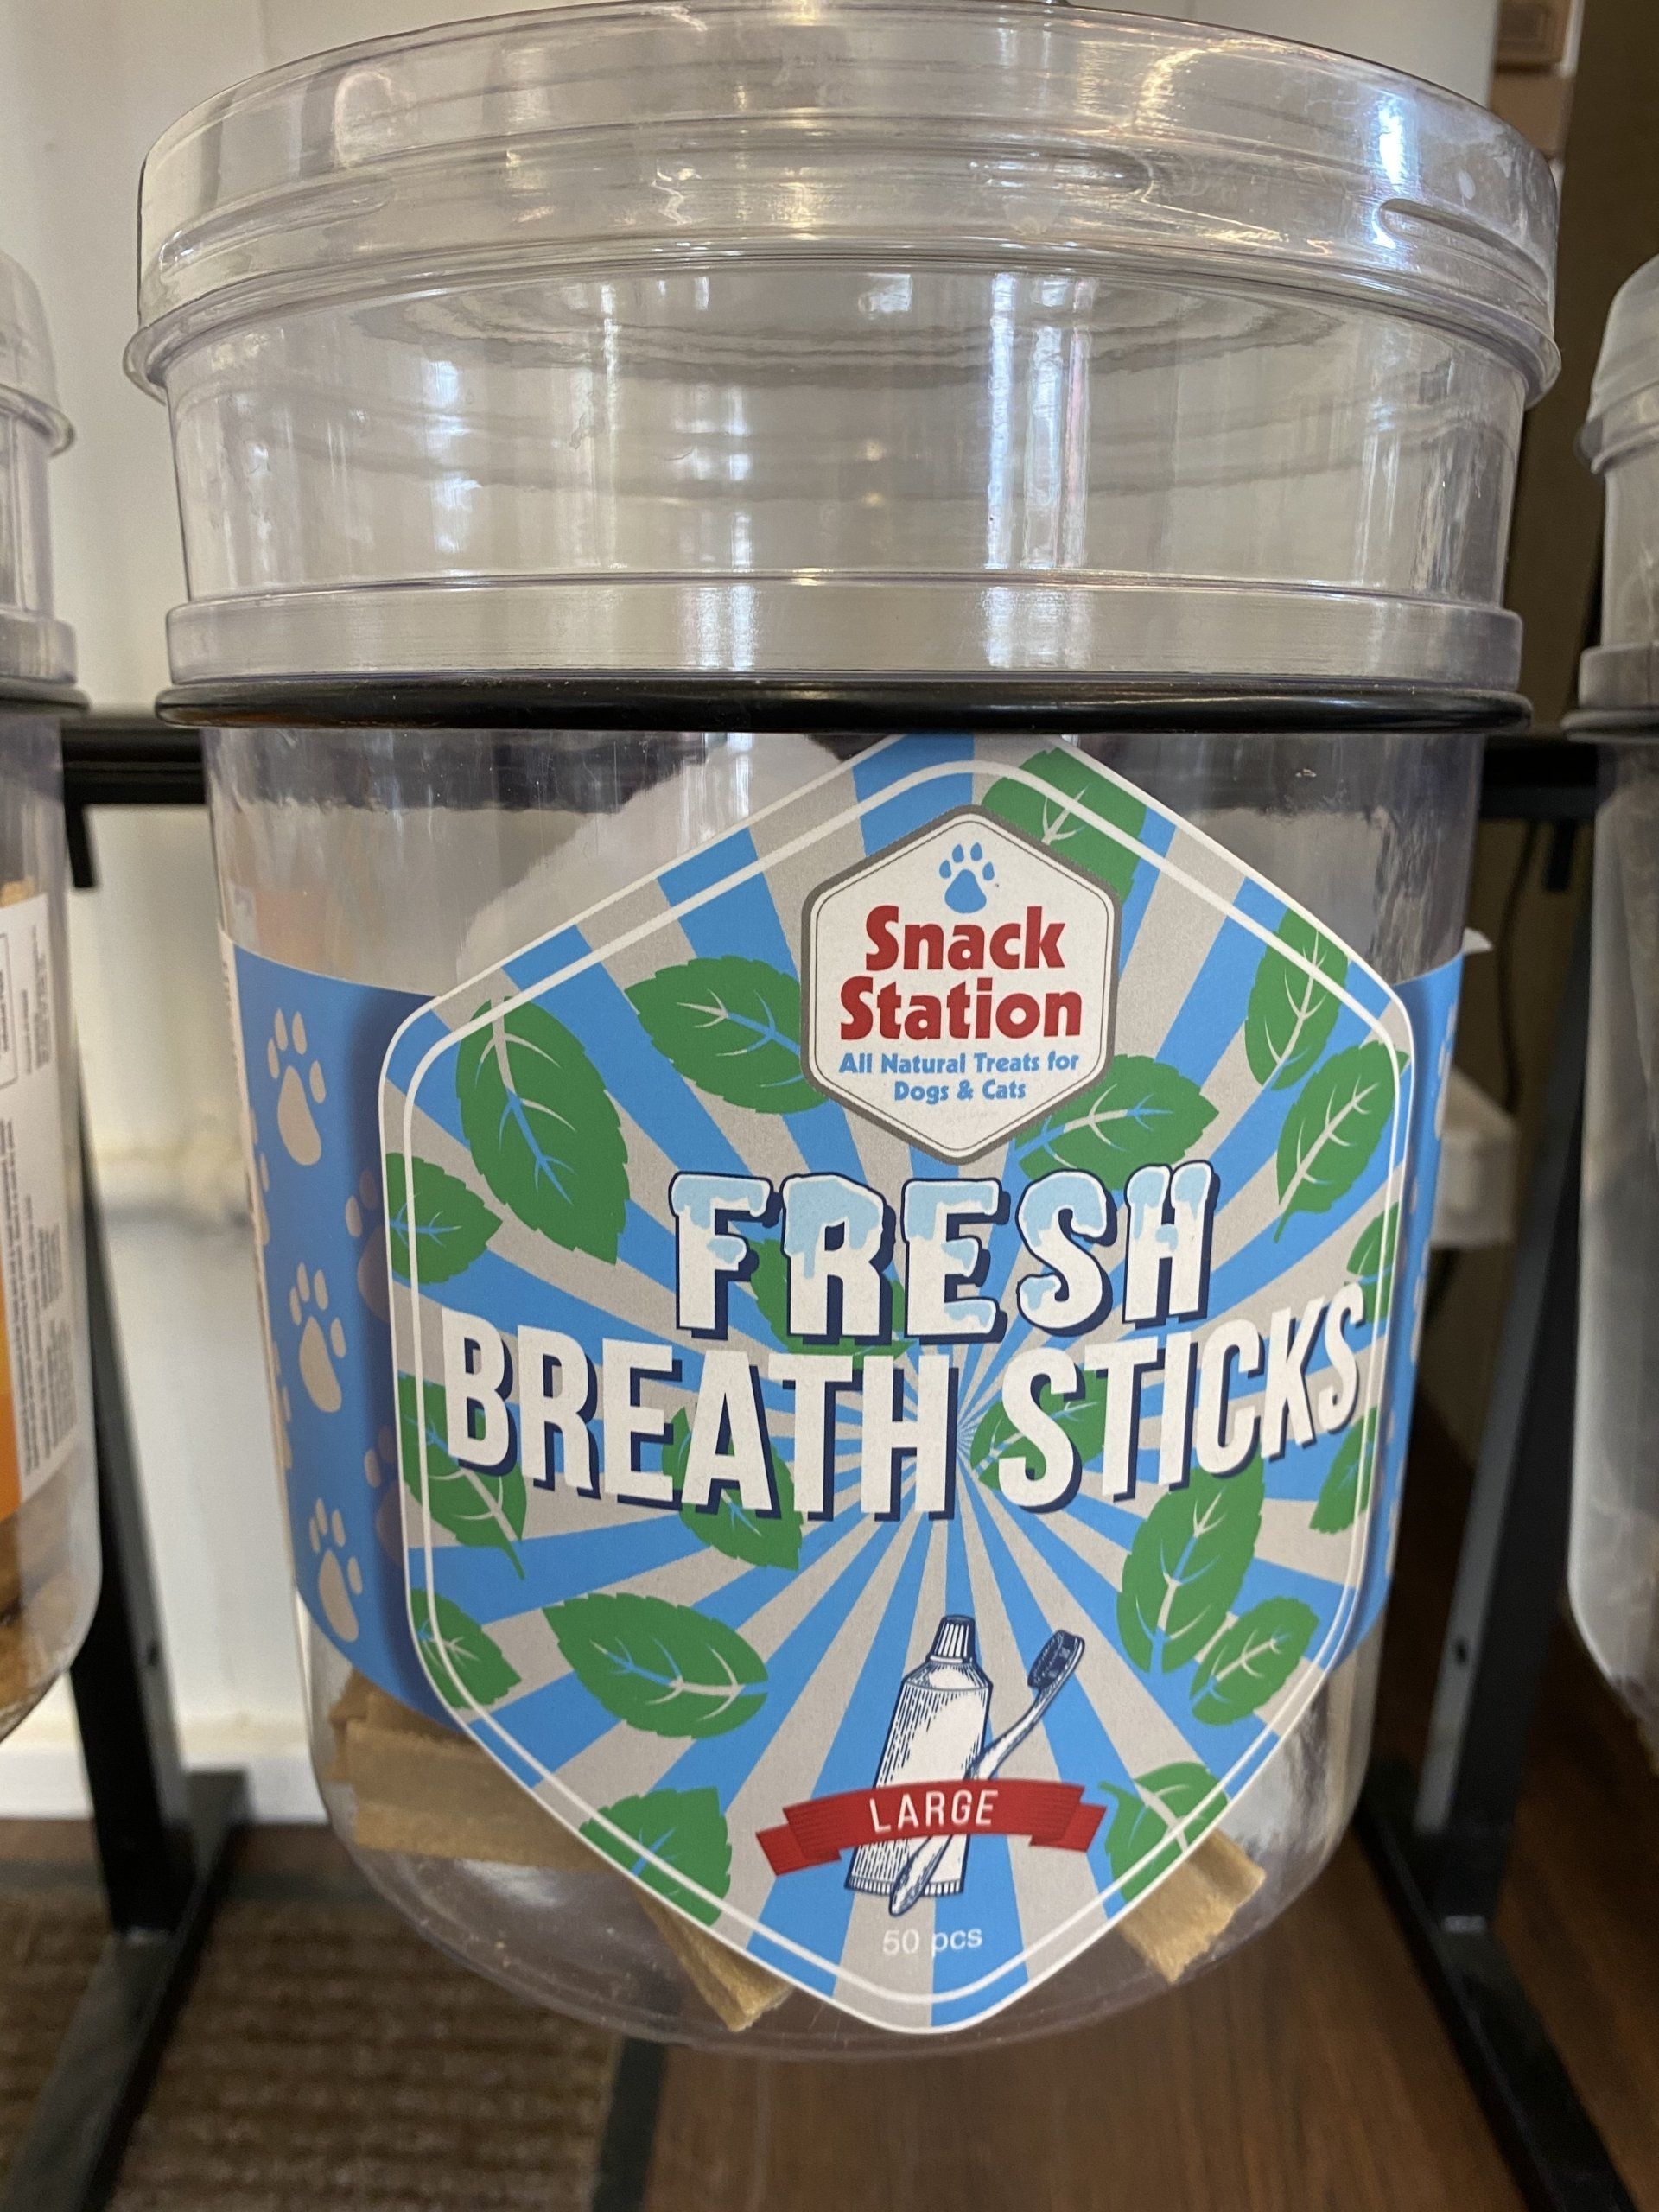 Snack
Station
All Natural Treats for
Dogs & Cats
FRESH
BREATH STICKS
LARGE
50 pcs